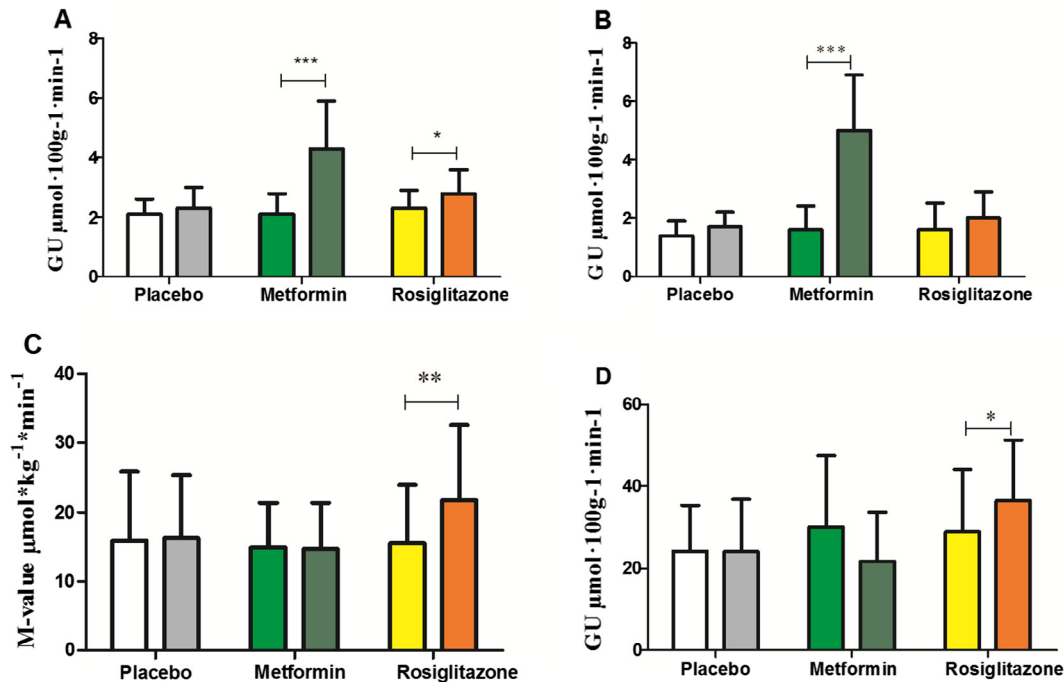 A
GU µmol·100g-1·min-1
8
6
4
2
0
***
*
Placebo
Metformin
Rosiglitazone
B
GU µmol·100g-1·min-1
8
6
4
2
0
***
Placebo
Metformin
Rosiglitazone
C
M-value µmol*kg⁻¹*min⁻¹
40
30
20
10
0
**
Placebo
Metformin
Rosiglitazone
D
GU µmol·100g-1·min-1
60
40
20
0
*
Placebo
Metformin
Rosiglitazone